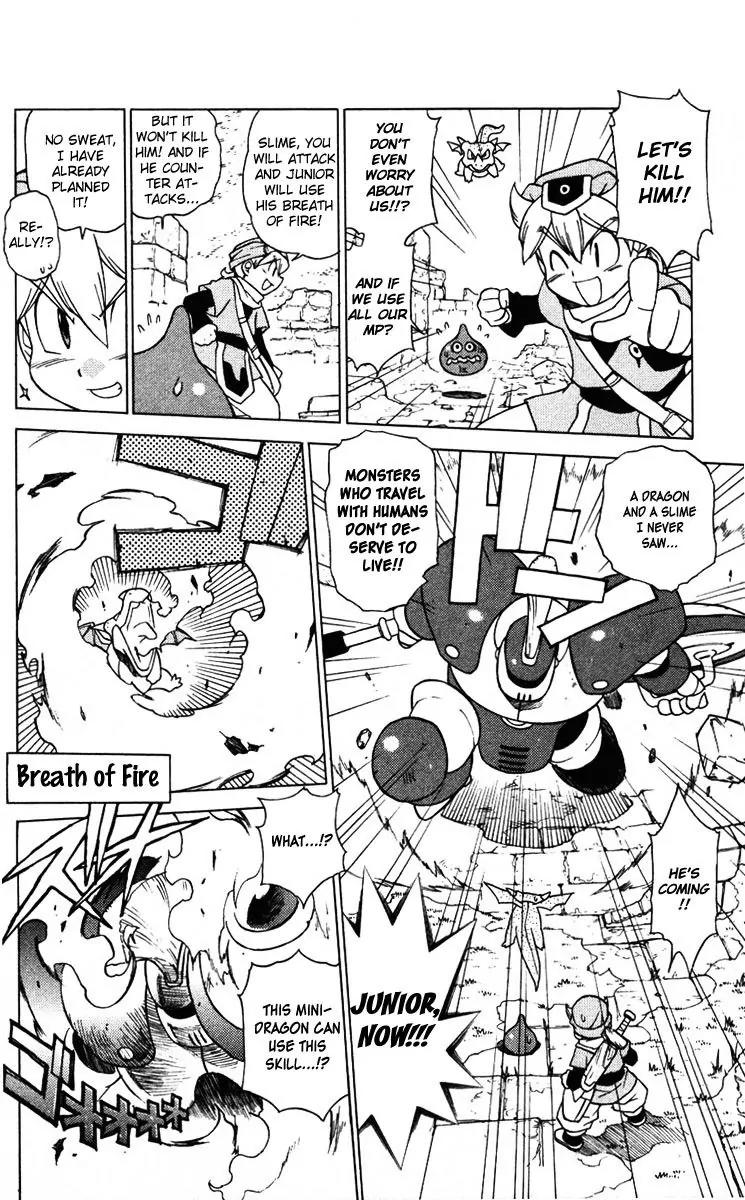 LET'S
KILL
HIM!!
YOU
DON'T
EVEN
WORRY
ABOUT
US!!?
AND IF
WE USE
ALL OUR
MP?
SLIME, YOU
WILL ATTACK
AND JUNIOR
WILL USE
HIS BREATH
OF FIRE!
BUT IT
WON'T KILL
HIM! AND IF
HE COUN-
TER AT-
TACKS...
NO SWEAT,
I HAVE
ALREADY
PLANNED
IT!
RE-
ALLY!?
A DRAGON
AND A SLIME
I NEVER
SAW...
MONSTERS
WHO TRAVEL
WITH HUMANS
DON'T DE-
SERVE TO
LIVE!!
HE'S
COMING
!!
JUNIOR,
NOW!!!
Breath of Fire
WHAT...!?
THIS MINI-
DRAGON CAN
USE THIS
SKILL...!?